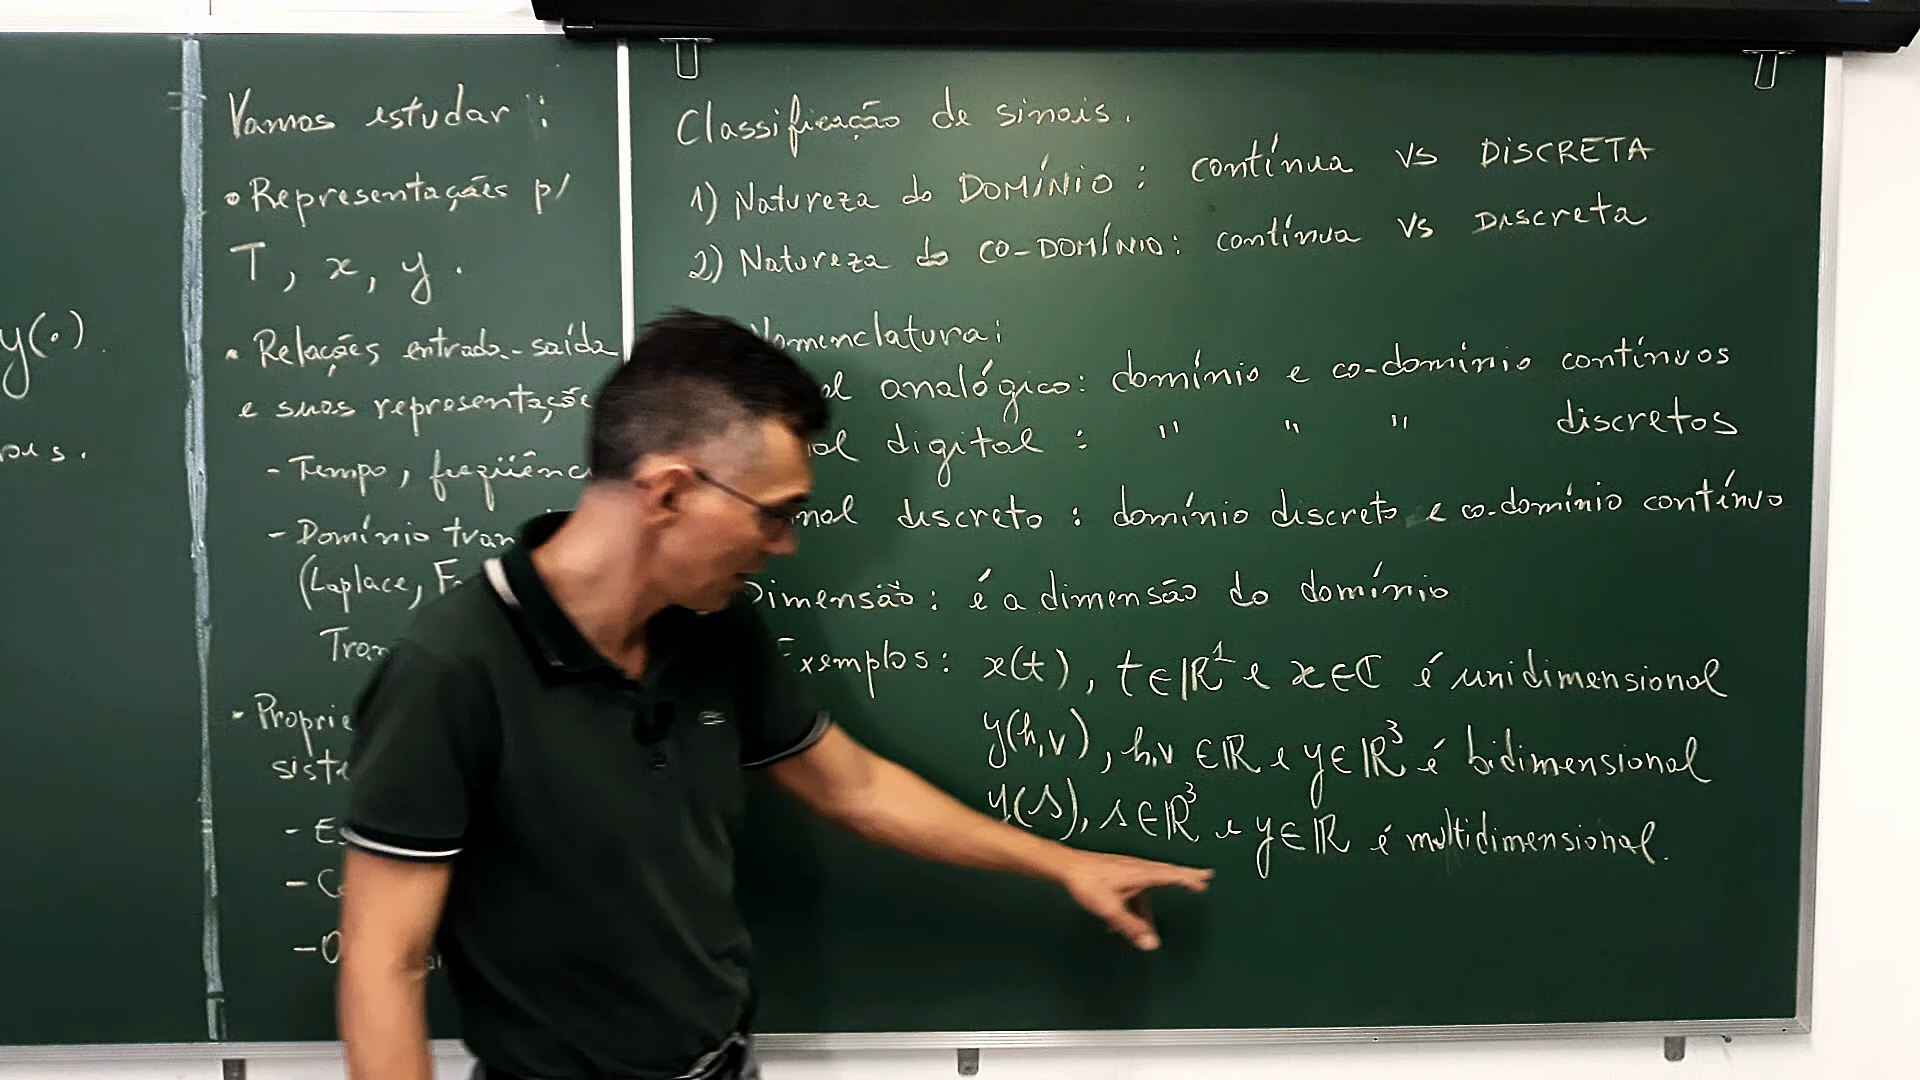 y(·).
Vamos estudar:
• Representações p/
T, x, y.
• Relações entrada-saída
e suas representaçõe
- Tempo, freqüênc
- Domínio tran
(Laplace, F
Tran
• Proprie
siste
- E
- C
- O
Classificação de sinais.
1) Natureza do DOMÍNIO: contínua vs DISCRETA
2) Natureza do CO-DOMÍNIO: contínua vs Discreta
Nomenclatura:
al analógico: domínio e co-domínio contínuos
al digital: " " " discretos
nal discreto: domínio discreto e co-domínio contínuo
Dimensão: é a dimensão do domínio
Exemplos: x(t), t∈ℝ¹ e x∈ℂ é unidimensional
y(h,v), h,v ∈ℝ e y∈ℝ³ é bidimensional
y(s), s∈ℝ³ e y∈ℝ é multidimensional.